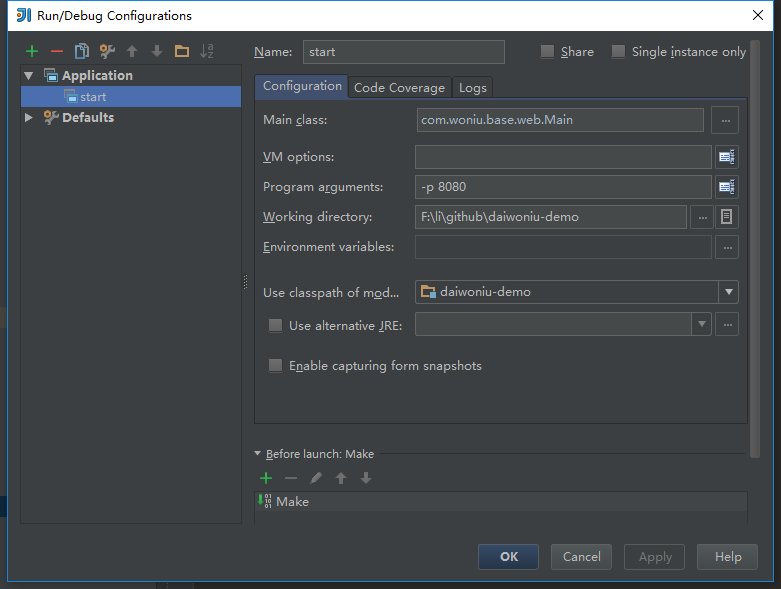 Run/Debug Configurations
Name: start Share Single instance only
Application
start
Defaults
Configuration Code Coverage Logs
Main class: com.woniu.base.web.Main ...
VM options:
Program arguments: -p 8080
Working directory: F:\li\github\daiwoniu-demo ...
Environment variables: ...
Use classpath of mod... daiwoniu-demo
Use alternative JRE: ...
Enable capturing form snapshots
Before launch: Make
Make
OK Cancel Apply Help